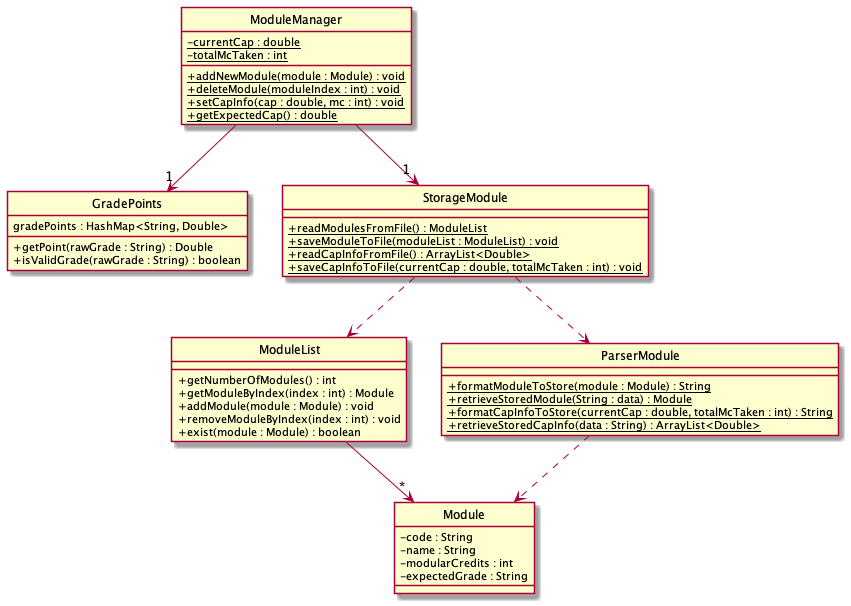 ModuleManager
-currentCap : double
-totalMcTaken : int
+addNewModule(module : Module) : void
+deleteModule(moduleIndex : int) : void
+setCapInfo(cap : double, mc : int) : void
+getExpectedCap() : double
1
1
GradePoints
gradePoints : HashMap<String, Double>
+getPoint(rawGrade : String) : Double
+isValidGrade(rawGrade : String) : boolean
StorageModule
+readModulesFromFile() : ModuleList
+saveModuleToFile(moduleList : ModuleList) : void
+readCapInfoFromFile() : ArrayList<Double>
+saveCapInfoToFile(currentCap : double, totalMcTaken : int) : void
ModuleList
+getNumberOfModules() : int
+getModuleByIndex(index : int) : Module
+addModule(module : Module) : void
+removeModuleByIndex(index : int) : void
+exist(module : Module) : boolean
ParserModule
+formatModuleToStore(module : Module) : String
+retrieveStoredModule(String : data) : Module
+formatCapInfoToStore(currentCap : double, totalMcTaken : int) : String
+retrieveStoredCapInfo(data : String) : ArrayList<Double>
*
Module
-code : String
-name : String
-modularCredits : int
-expectedGrade : String